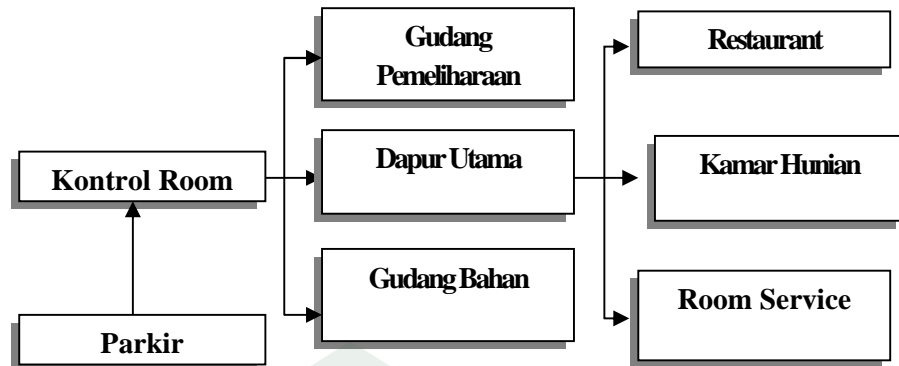 Gudang
Pemeliharaan
Restaurant
Kontrol Room
Dapur Utama
Kamar Hunian
Parkir
Gudang Bahan
Room Service